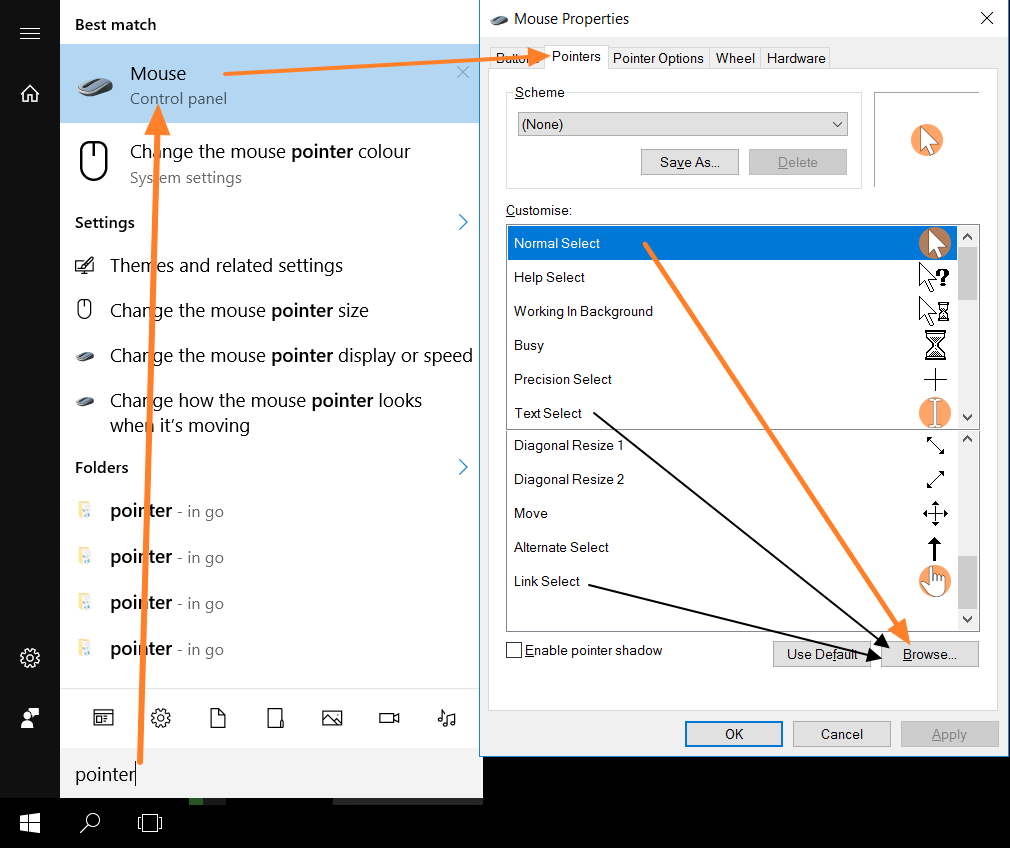 Best match
Mouse
Control panel
Change the mouse pointer colour
System settings
Settings
Themes and related settings
Change the mouse pointer size
Change the mouse pointer display or speed
Change how the mouse pointer looks
when it's moving
Folders
pointer - in go
pointer - in go
pointer - in go
pointer - in go
pointer
Mouse Properties
Buttons
Pointers
Pointer Options
Wheel
Hardware
Scheme
(None)
Save As...
Delete
Customise:
Normal Select
Help Select
Working In Background
Busy
Precision Select
Text Select
Diagonal Resize 1
Diagonal Resize 2
Move
Alternate Select
Link Select
Enable pointer shadow
Use Default
Browse...
OK
Cancel
Apply